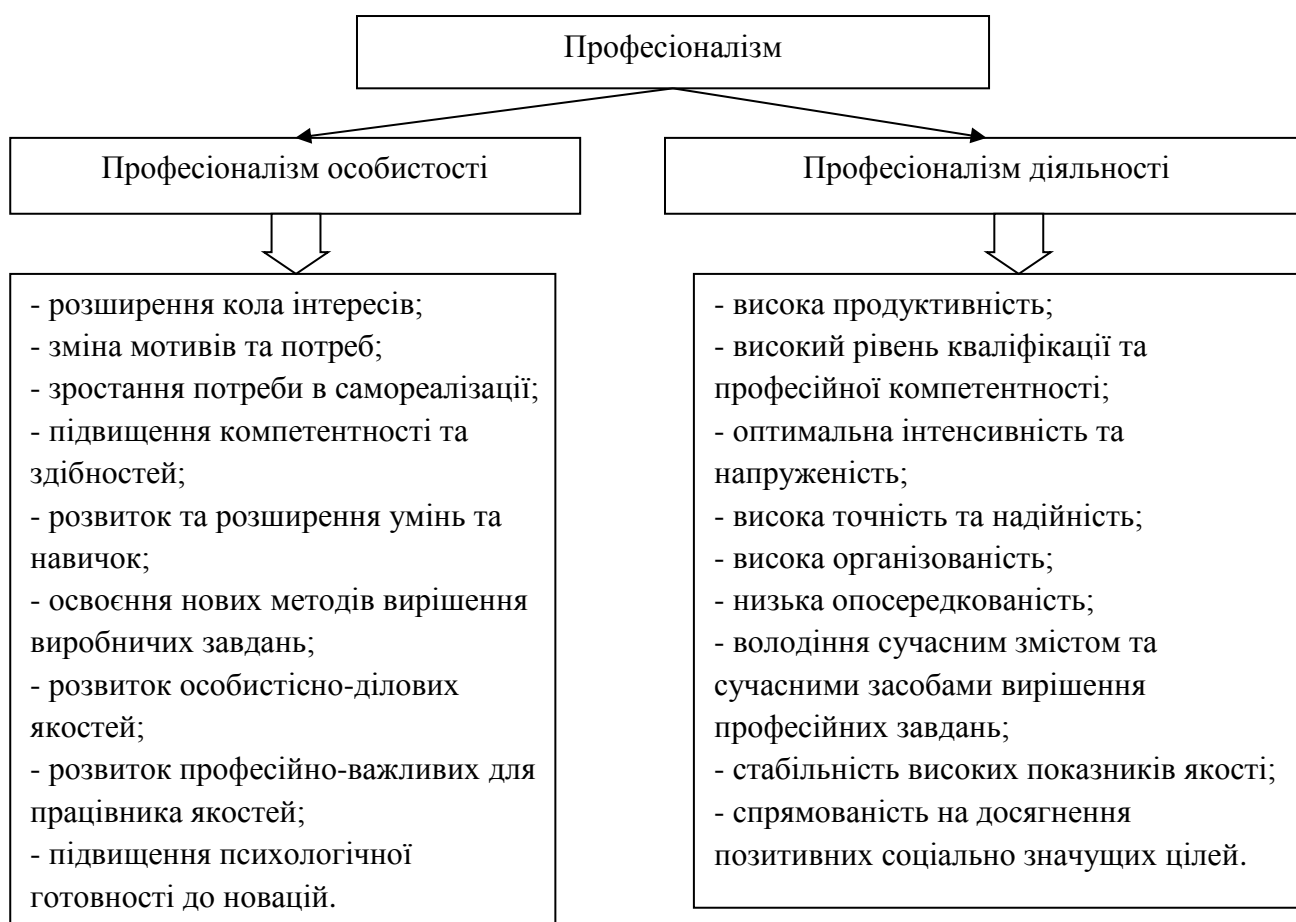 Професіоналізм
Професіоналізм особистості
- розширення кола інтересів;
- зміна мотивів та потреб;
- зростання потреби в самореалізації;
- підвищення компетентності та
здібностей;
- розвиток та розширення умінь та
навичок;
- освоєння нових методів вирішення
виробничих завдань;
- розвиток особистісно-ділових
якостей;
- розвиток професійно-важливих для
працівника якостей;
- підвищення психологічної
готовності до новацій.
Професіоналізм діяльності
- висока продуктивність;
- високий рівень кваліфікації та
професійної компетентності;
- оптимальна інтенсивність та
напруженість;
- висока точність та надійність;
- висока організованість;
- низька опосередкованість;
- володіння сучасним змістом та
сучасними засобами вирішення
професійних завдань;
- стабільність високих показників якості;
- спрямованість на досягнення
позитивних соціально значущих цілей.